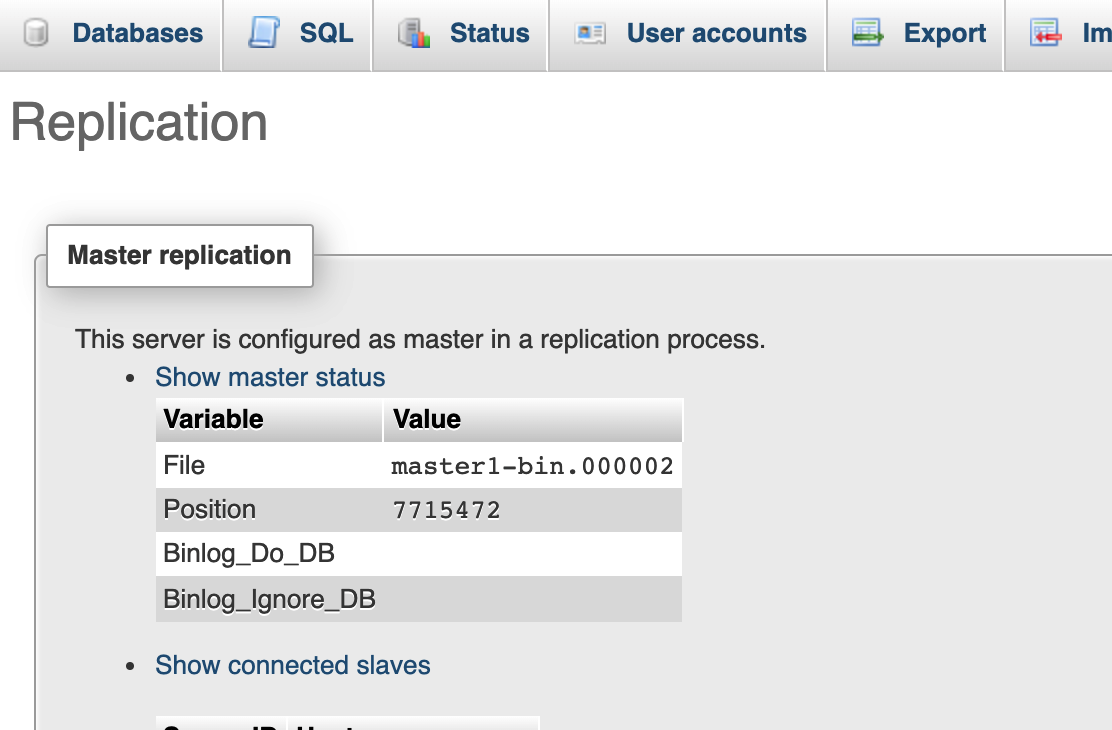 Databases SQL Status User accounts Export Im
Replication
Master replication
This server is configured as master in a replication process.
Show master status
Variable Value
File master1-bin.000002
Position 7715472
Binlog_Do_DB
Binlog_Ignore_DB
Show connected slaves